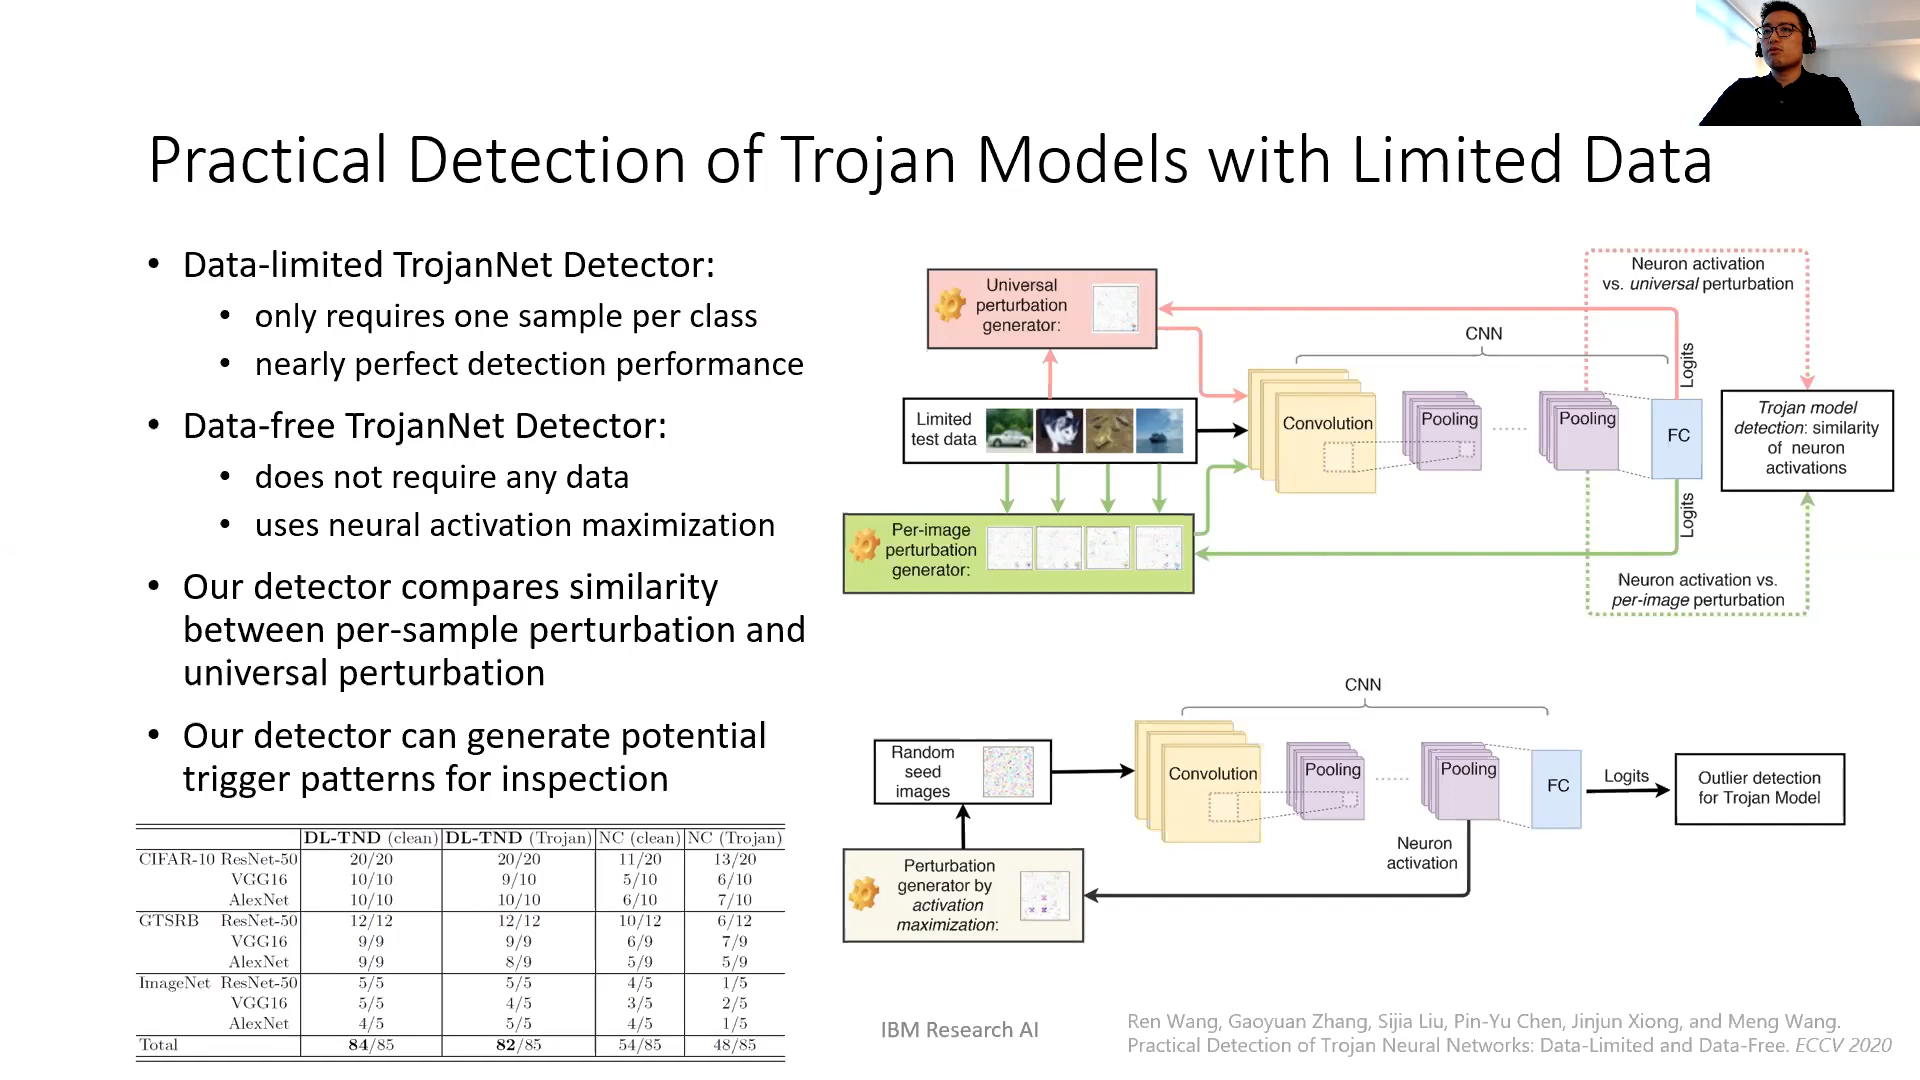 Practical Detection of Trojan Models with Limited Data
• Data-limited TrojanNet Detector:
• only requires one sample per class
• nearly perfect detection performance
• Data-free TrojanNet Detector:
• does not require any data
• uses neural activation maximization
• Our detector compares similarity
between per-sample perturbation and
universal perturbation
• Our detector can generate potential
trigger patterns for inspection
DL-TND (clean) DL-TND (Trojan) NC (clean) NC (Trojan)
CIFAR-10 ResNet-50 20/20 20/20 11/20 13/20
VGG16 10/10 9/10 5/10 6/10
AlexNet 10/10 10/10 6/10 7/10
GTSRB ResNet-50 12/12 12/12 10/12 6/12
VGG16 9/9 9/9 6/9 7/9
AlexNet 9/9 8/9 5/9 5/9
ImageNet ResNet-50 5/5 5/5 4/5 1/5
VGG16 5/5 4/5 3/5 2/5
AlexNet 4/5 5/5 4/5 1/5
Total 84/85 82/85 54/85 48/85
Universal
perturbation
generator:
Limited
test data
Per-image
perturbation
generator:
CNN
Convolution
Pooling
Pooling
FC
Logits
Logits
Neuron activation
vs. universal perturbation
Trojan model
detection: similarity
of neuron
activations
Neuron activation vs.
per-image perturbation
CNN
Random
seed
images
Convolution
Pooling
Pooling
FC
Logits
Outlier detection
for Trojan Model
Neuron
activation
Perturbation
generator by
activation
maximization:
IBM Research AI
Ren Wang, Gaoyuan Zhang, Sijia Liu, Pin-Yu Chen, Jinjun Xiong, and Meng Wang.
Practical Detection of Trojan Neural Networks: Data-Limited and Data-Free. ECCV 2020